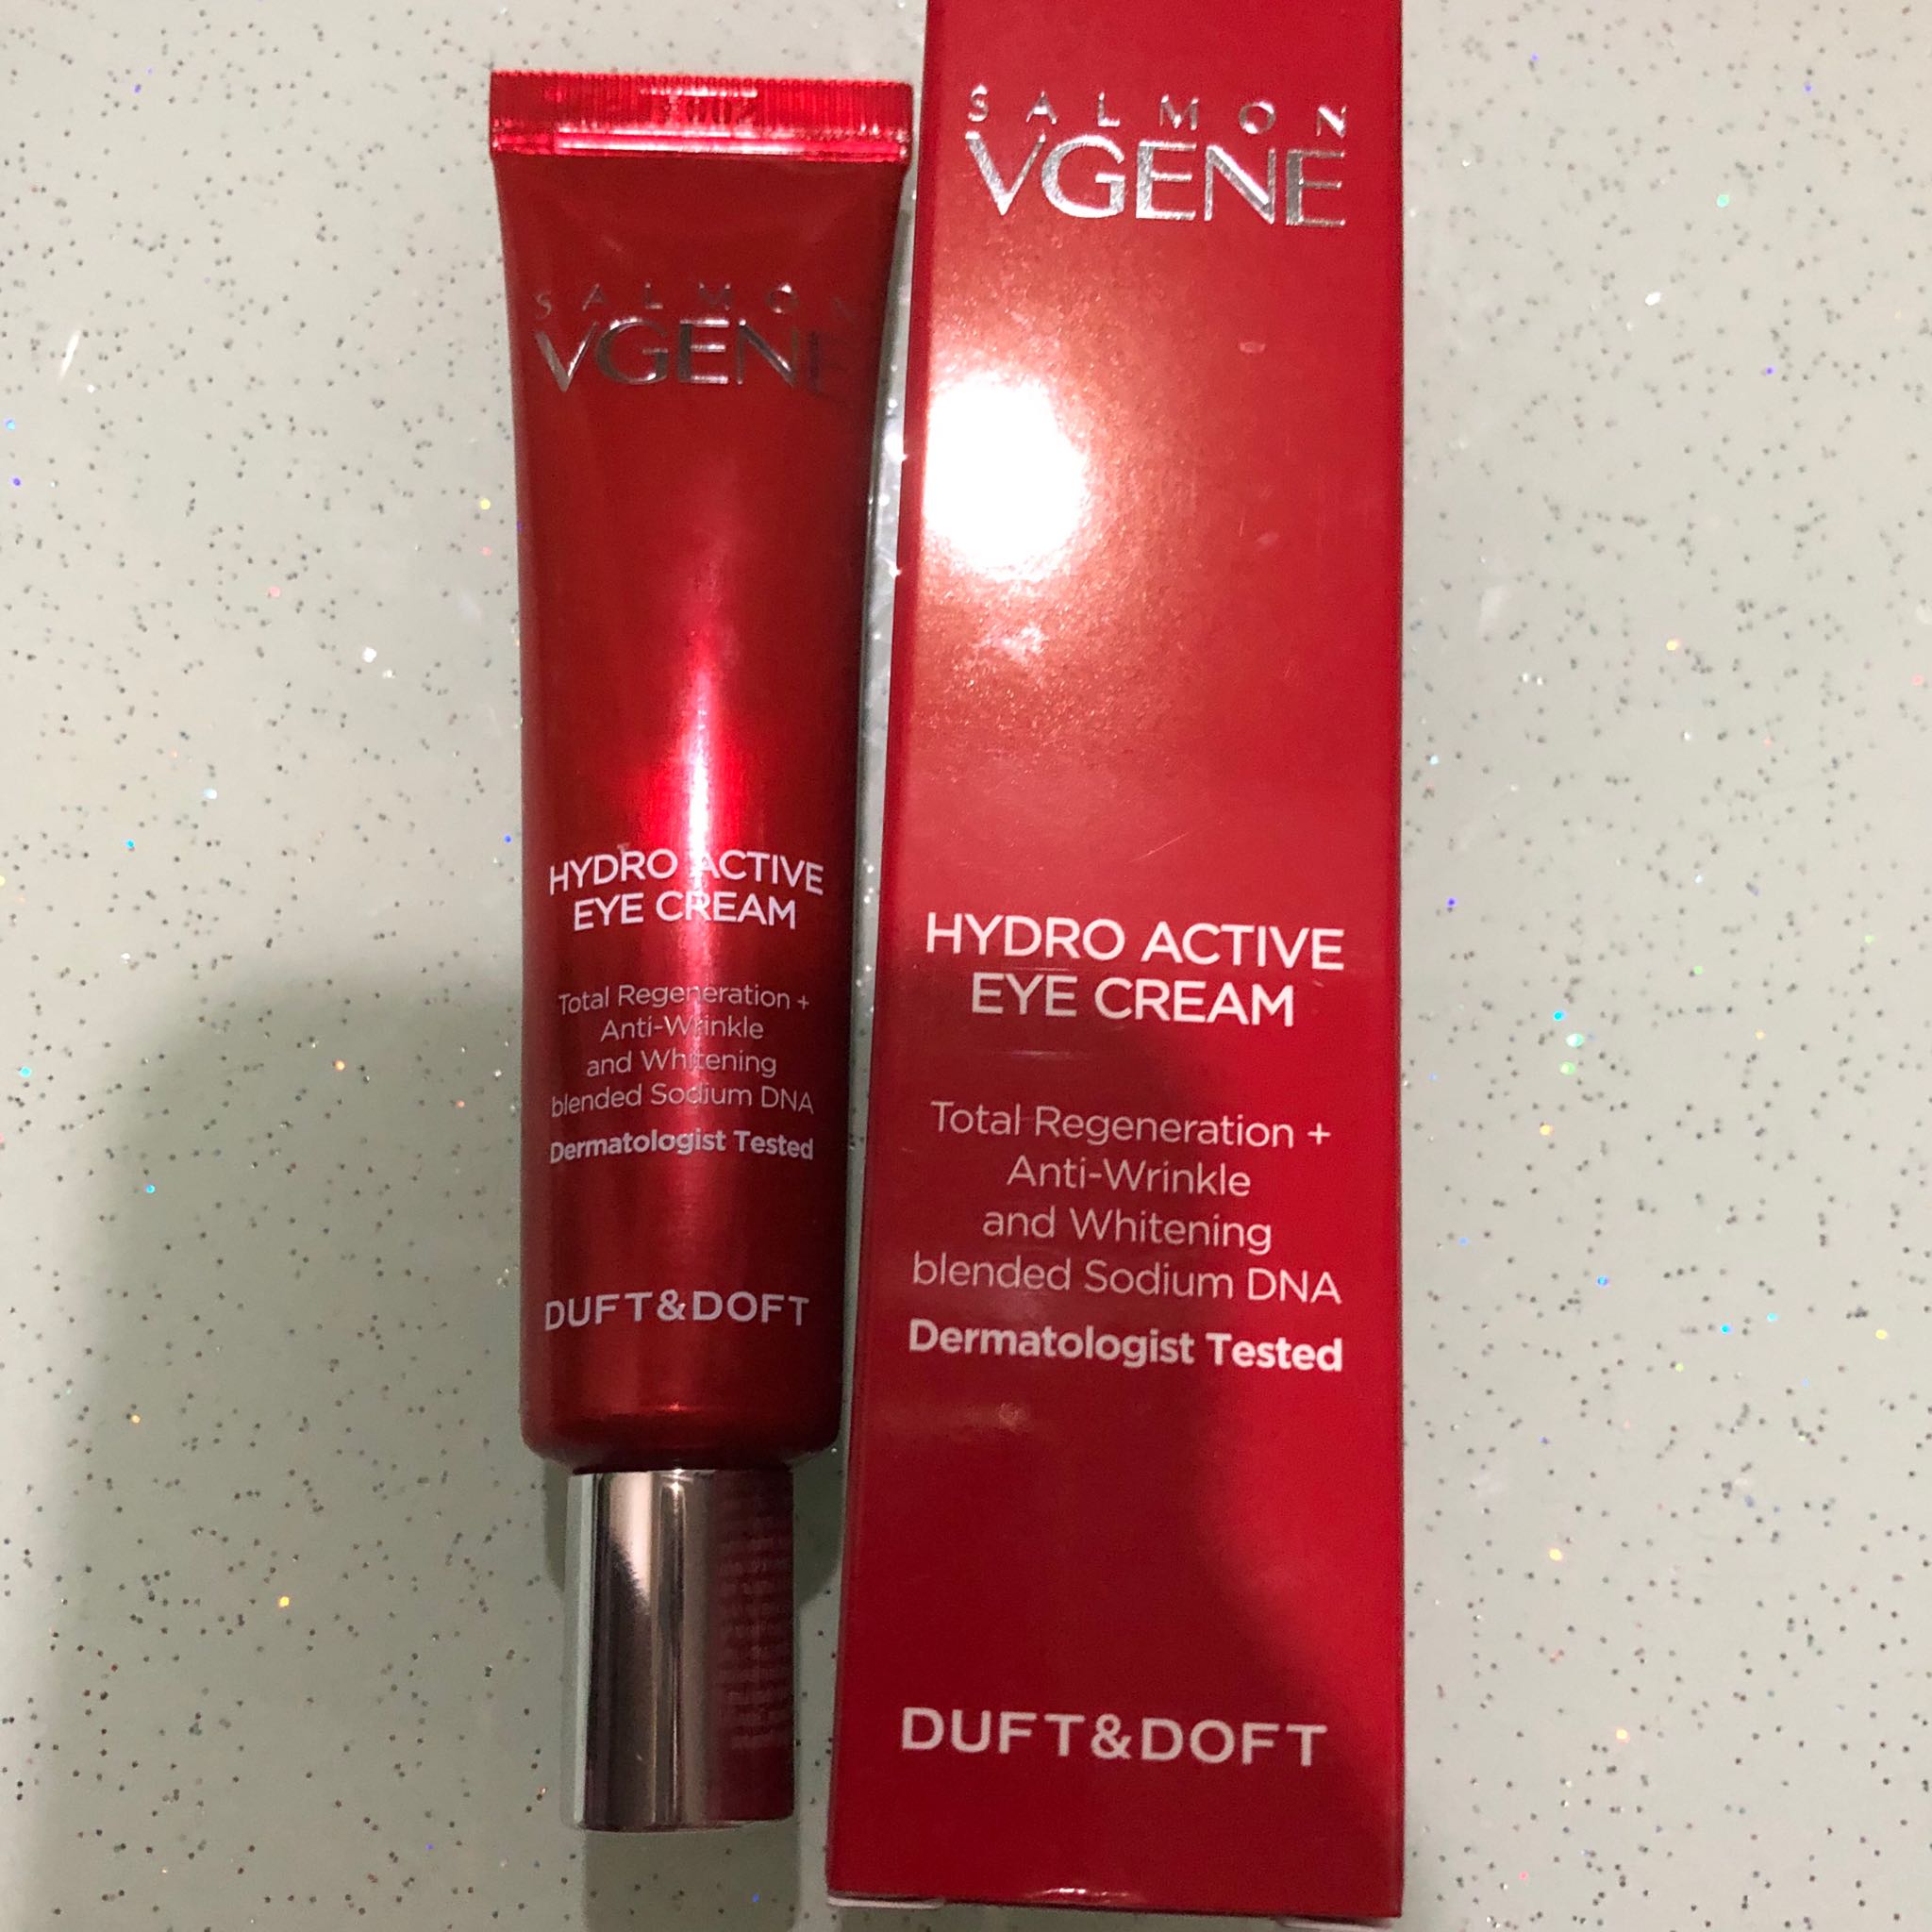 SALMON
VGENE
HYDRO ACTIVE
EYE CREAM
Total Regeneration +
Anti-Wrinkle
and Whitening
blended Sodium DNA
Dermatologist Tested
DUFT&DOFT
SALMON
VGENE
HYDRO ACTIVE
EYE CREAM
Total Regeneration +
Anti-Wrinkle
and Whitening
blended Sodium DNA
Dermatologist Tested
DUFT&DOFT